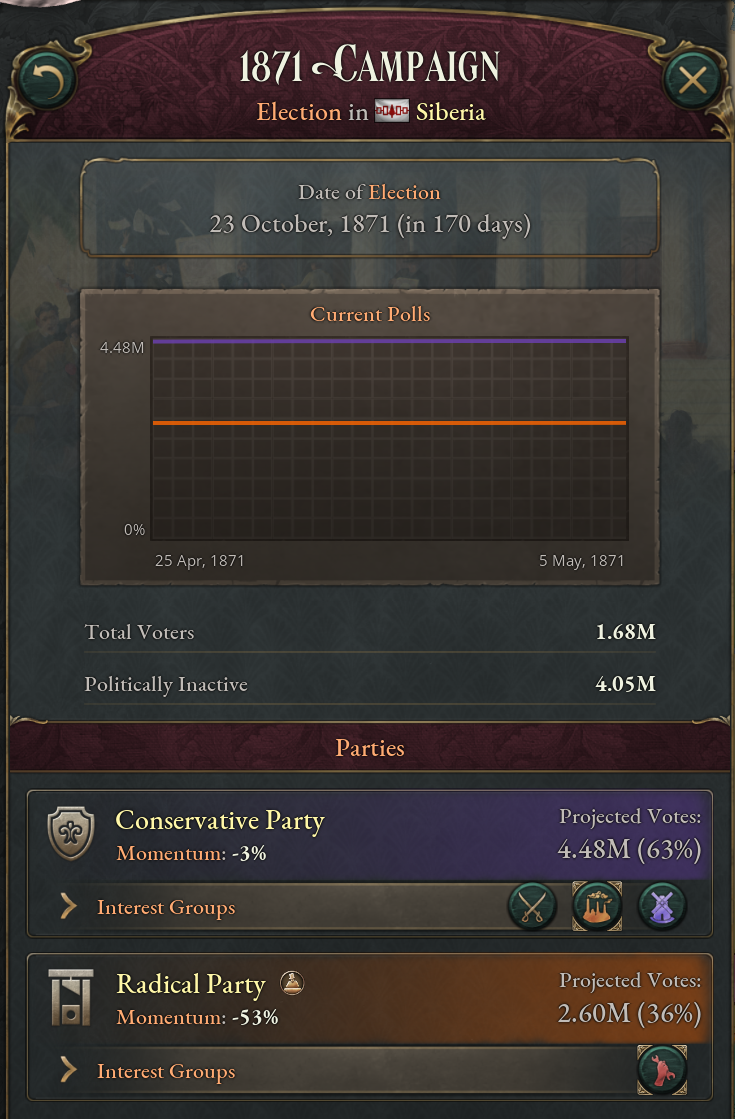 1871 Campaign
Election in Siberia
Date of Election
23 October, 1871 (in 170 days)
Current Polls
4.48M
0%
25 Apr, 1871 5 May, 1871
Total Voters 1.68M
Politically Inactive 4.05M
Parties
Conservative Party Projected Votes:
Momentum: -3% 4.48M (63%)
Interest Groups
Radical Party Projected Votes:
Momentum: -53% 2.60M (36%)
Interest Groups